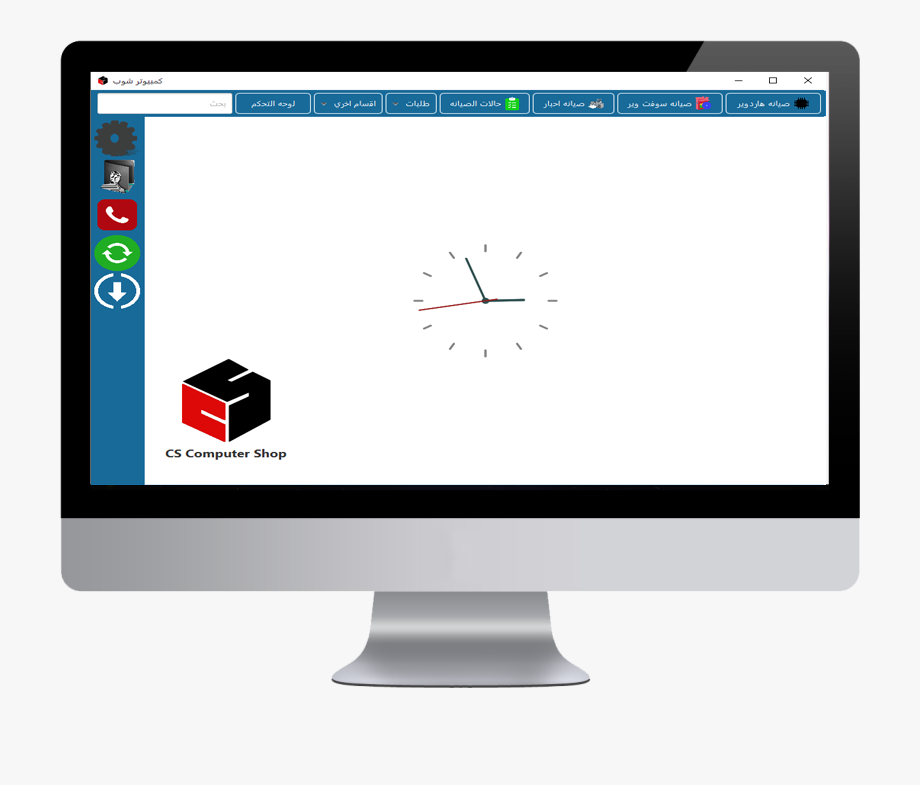 كمبيوتر شوب
صيانه هاردوير
صيانه سوفت وير
صيانه احبار
حالات الصيانه
طلبات
اقسام اخري
لوحه التحكم
بحث
CS Computer Shop